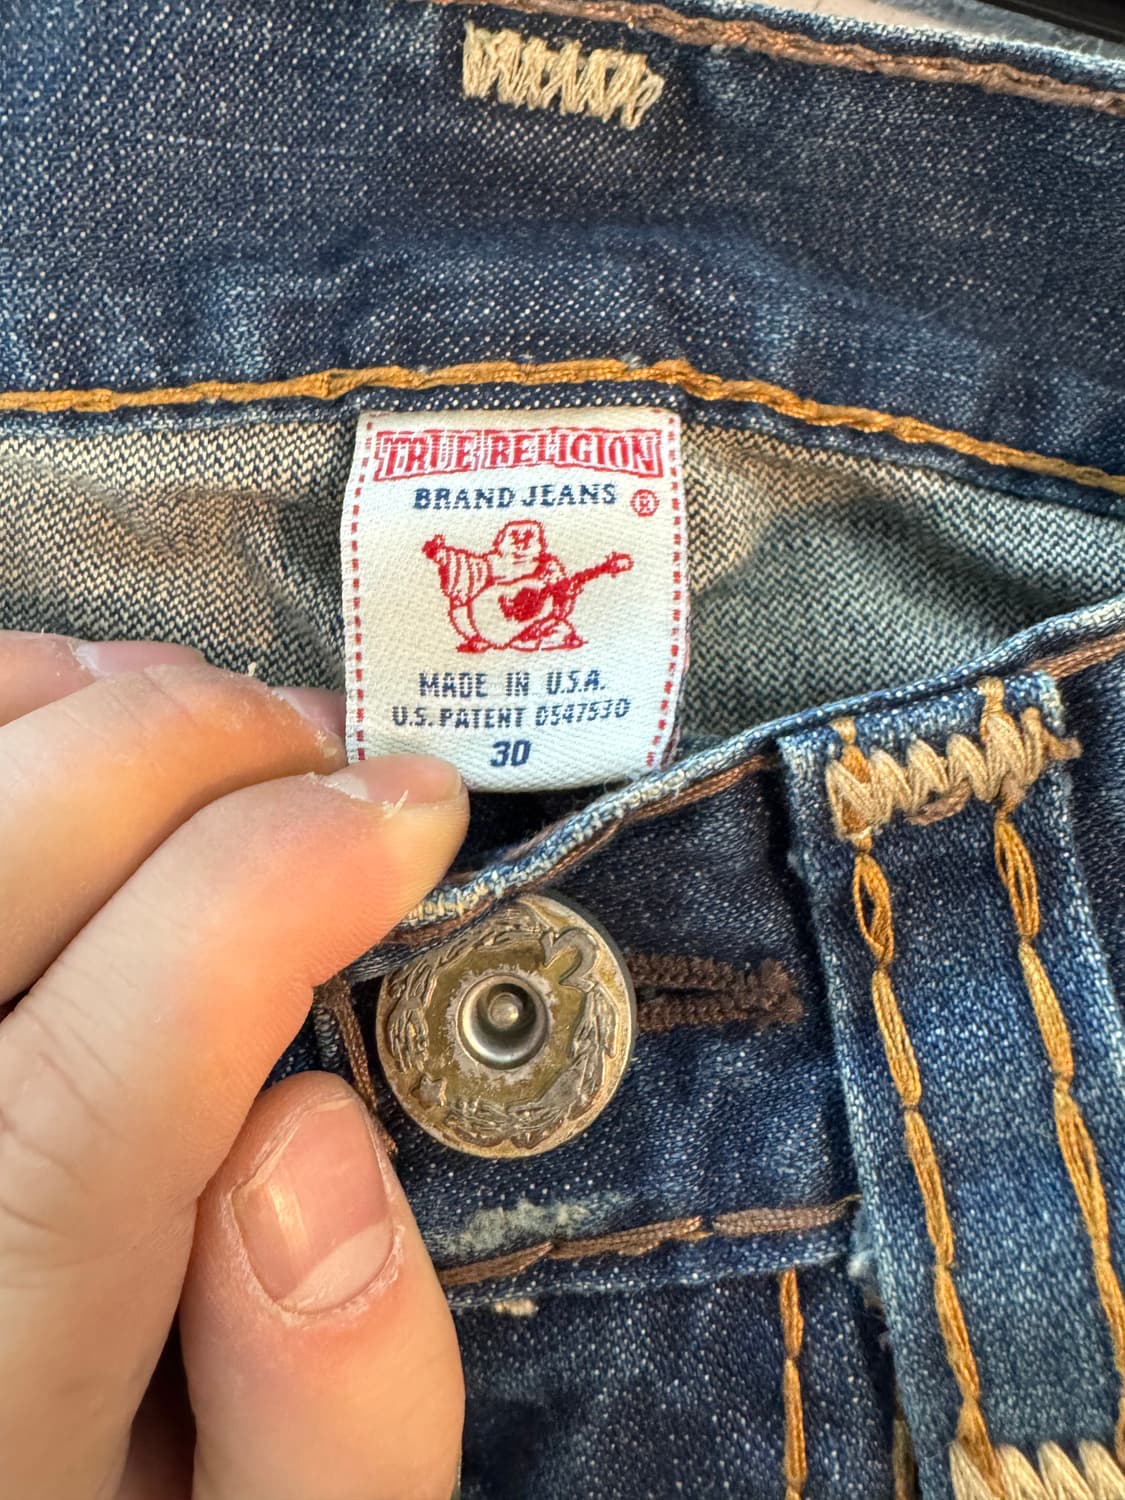 TRUE RELIGION
BRAND JEANS ®
MADE IN U.S.A.
U.S. PATENT D547530
30